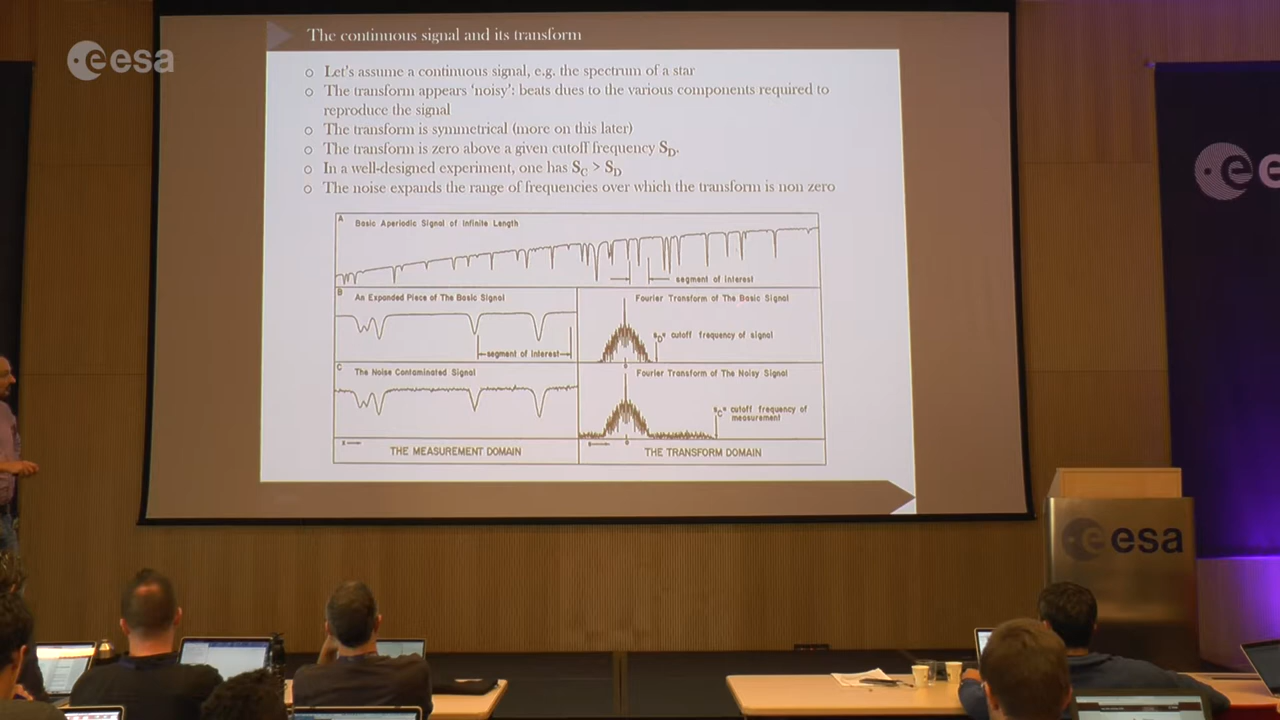 esa
The continuous signal and its transform
○ Let's assume a continuous signal, e.g. the spectrum of a star
○ The transform appears 'noisy': beats dues to the various components required to
reproduce the signal
○ The transform is symmetrical (more on this later)
○ The transform is zero above a given cutoff frequency S_D.
○ In a well-designed experiment, one has S_C > S_D
○ The noise expands the range of frequencies over which the transform is non zero
A Basic Aperiodic Signal of Infinite Length
segment of interest
B An Expanded Piece of The Basic Signal
segment of interest
Fourier Transform of The Basic Signal
s_D= cutoff frequency of signal
C The Noise Contaminated Signal
Fourier Transform of The Noisy Signal
s_C= cutoff frequency of
measurement
THE MEASUREMENT DOMAIN
THE TRANSFORM DOMAIN
esa